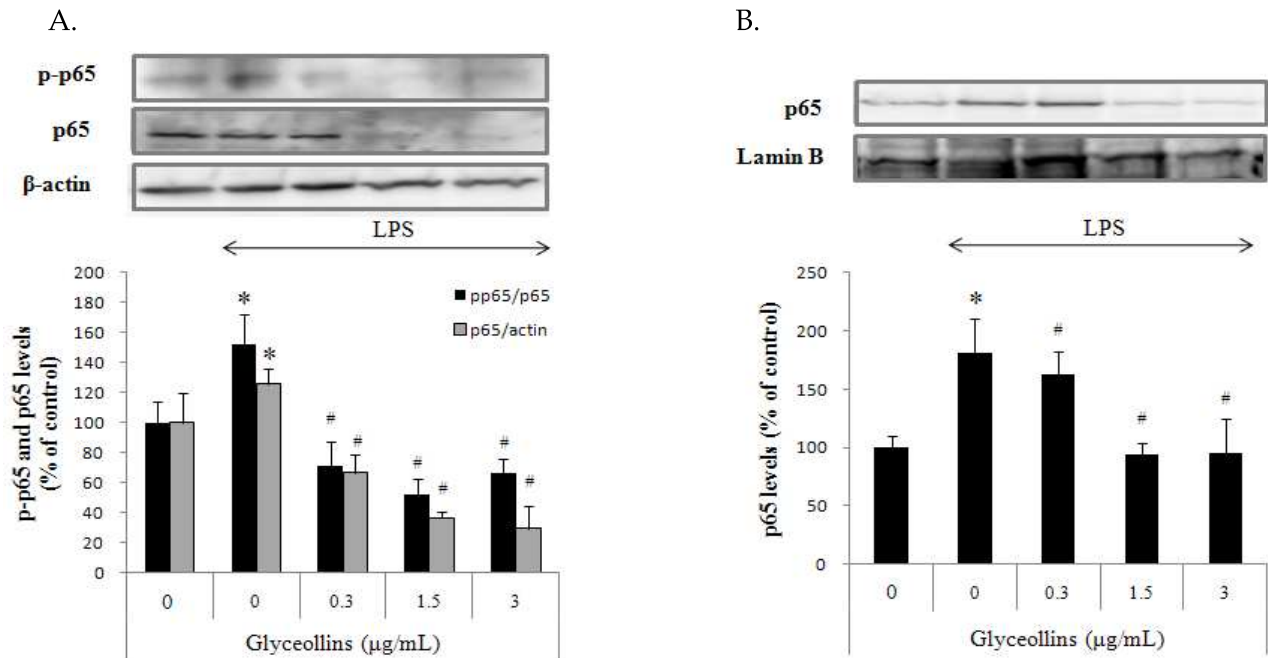 A.
p-p65
p65
β-actin
LPS
200
180
160
140
120
100
80
60
40
20
0
p-p65 and p65 levels
(% of control)
pp65/p65
p65/actin
*
*
#
#
#
#
#
#
0 0 0.3 1.5 3
Glyceollins (µg/mL)
B.
p65
Lamin B
LPS
250
200
150
100
50
0
p65 levels (% of control)
*
#
#
#
0 0 0.3 1.5 3
Glyceollins (µg/mL)